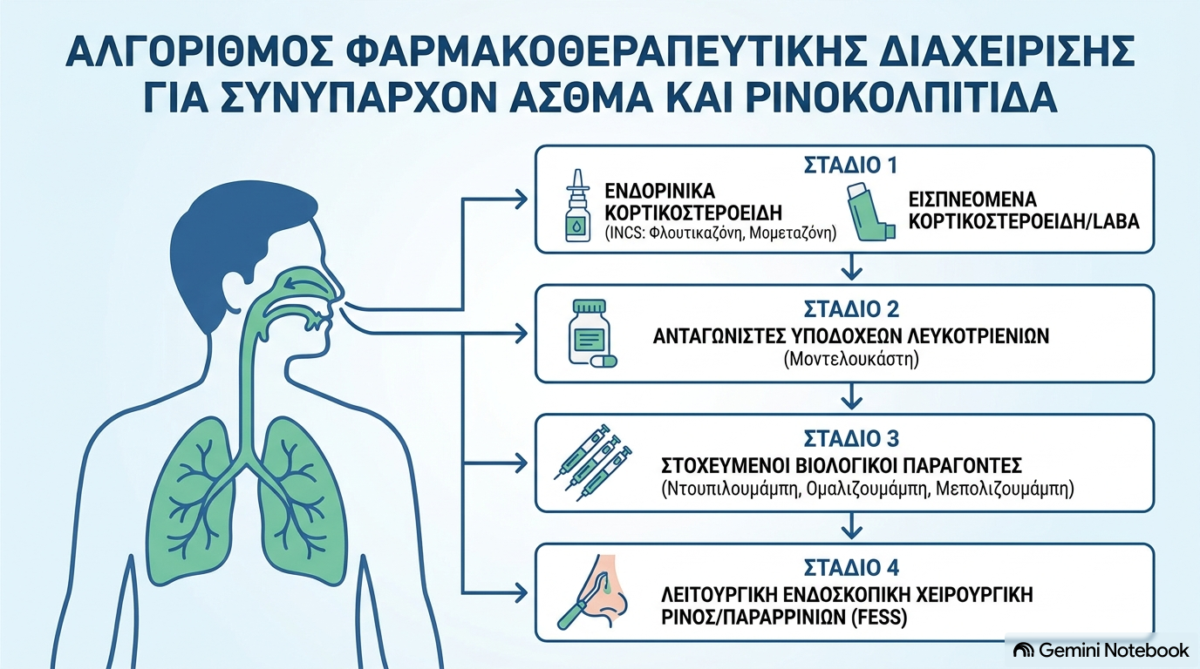 ΑΛΓΟΡΙΘΜΟΣ ΦΑΡΜΑΚΟΘΕΡΑΠΕΥΤΙΚΗΣ ΔΙΑΧΕΙΡΙΣΗΣ
ΓΙΑ ΣΥΝΥΠΑΡΧΟΝ ΑΣΘΜΑ ΚΑΙ ΡΙΝΟΚΟΛΠΙΤΙΔΑ
ΣΤΑΔΙΟ 1
ΕΝΔΟΡΙΝΙΚΑ
ΚΟΡΤΙΚΟΣΤΕΡΟΕΙΔΗ
(INCS: Φλουτικαζόνη, Μομεταζόνη)
ΕΙΣΠΝΕΟΜΕΝΑ
ΚΟΡΤΙΚΟΣΤΕΡΟΕΙΔΗ/LABA
ΣΤΑΔΙΟ 2
ΑΝΤΑΓΩΝΙΣΤΕΣ ΥΠΟΔΟΧΕΩΝ ΛΕΥΚΟΤΡΙΕΝΙΩΝ
(Μοντελουκάστη)
ΣΤΑΔΙΟ 3
ΣΤΟΧΕΥΜΕΝΟΙ ΒΙΟΛΟΓΙΚΟΙ ΠΑΡΑΓΟΝΤΕΣ
(Ντουπιλουμάμπη, Ομαλιζουμάμπη, Μεπολιζουμάμπη)
ΣΤΑΔΙΟ 4
ΛΕΙΤΟΥΡΓΙΚΗ ΕΝΔΟΣΚΟΠΙΚΗ ΧΕΙΡΟΥΡΓΙΚΗ
ΡΙΝΟΣ/ΠΑΡΑΡΡΙΝΙΩΝ (FESS)
Gemini Notebook